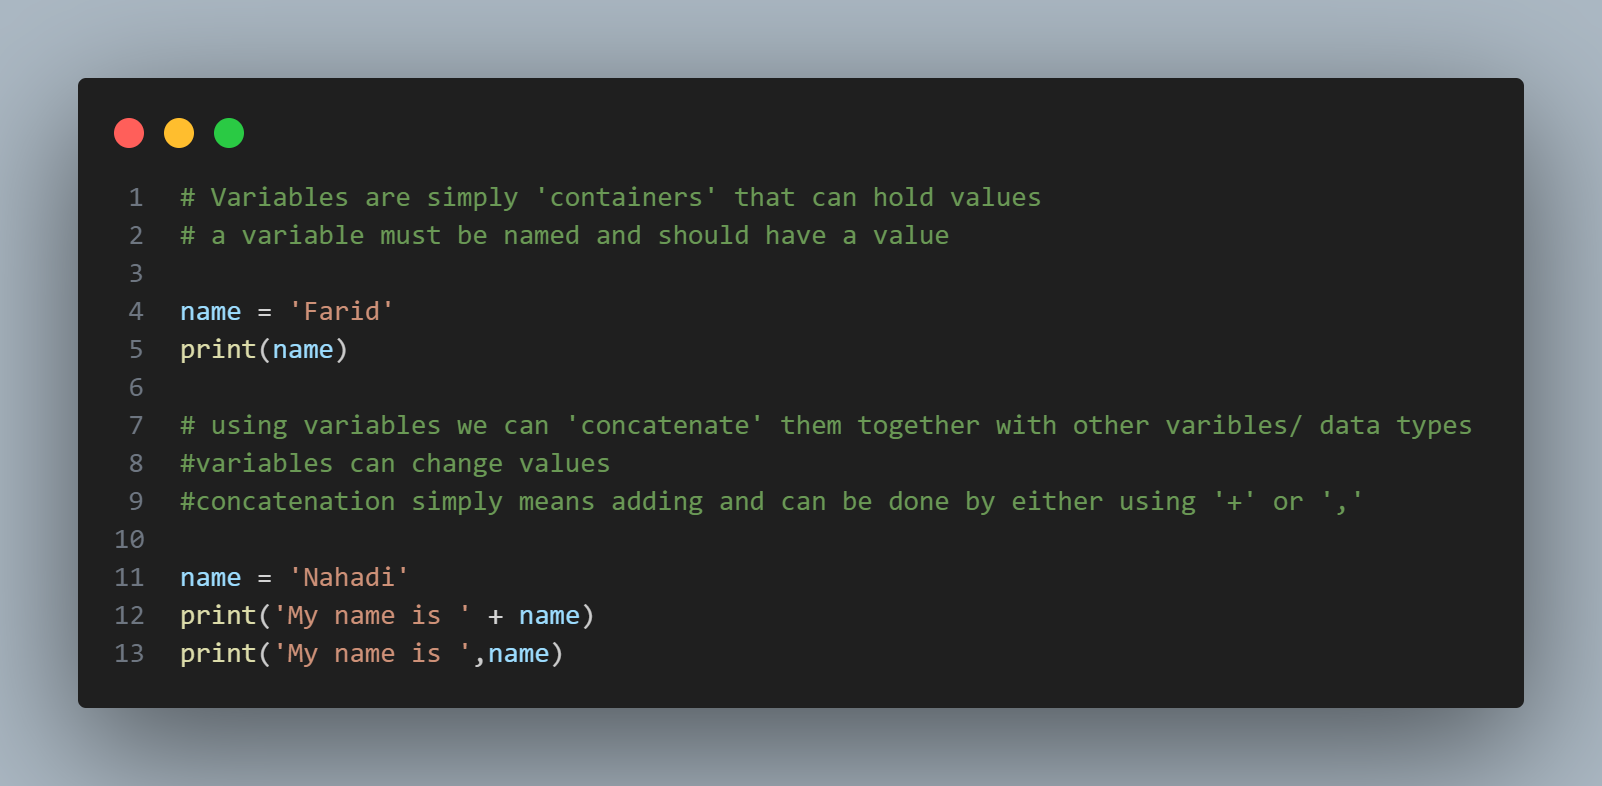 1 # Variables are simply 'containers' that can hold values
2 # a variable must be named and should have a value
3
4 name = 'Farid'
5 print(name)
6
7 # using variables we can 'concatenate' them together with other varibles/ data types
8 #variables can change values
9 #concatenation simply means adding and can be done by either using '+' or ','
10
11 name = 'Nahadi'
12 print('My name is ' + name)
13 print('My name is ',name)